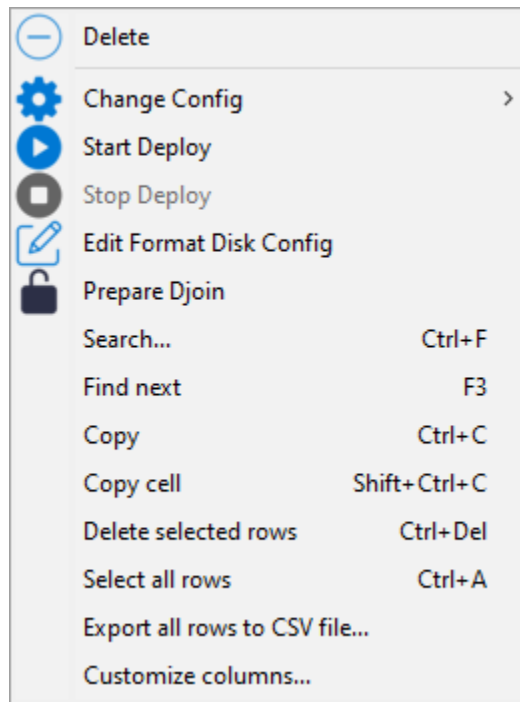 Delete
Change Config
Start Deploy
Stop Deploy
Edit Format Disk Config
Prepare Djoin
Search... Ctrl+F
Find next F3
Copy Ctrl+C
Copy cell Shift+Ctrl+C
Delete selected rows Ctrl+Del
Select all rows Ctrl+A
Export all rows to CSV file...
Customize columns...